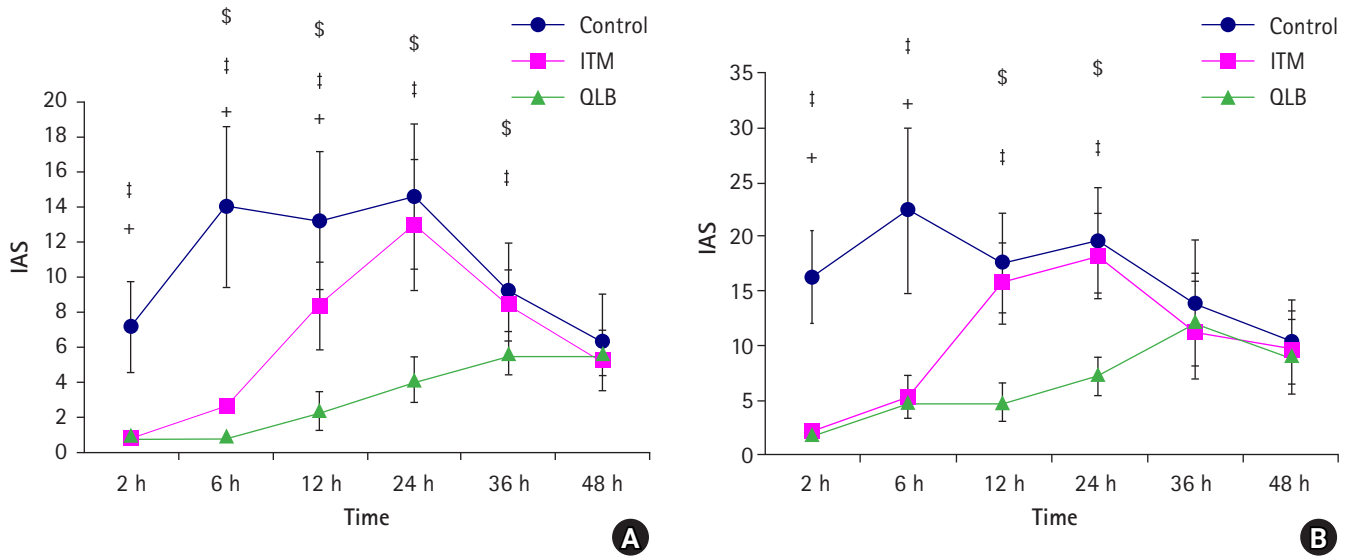 $
$
$
‡
‡
‡
$
+
+
‡
‡
+
Control
ITM
QLB
20
18
16
14
12
10
8
6
4
2
0
IAS
2 h
6 h
12 h
24 h
36 h
48 h
Time
A
‡
$
$
‡
+
‡
‡
+
Control
ITM
QLB
35
30
25
20
15
10
5
0
IAS
2 h
6 h
12 h
24 h
36 h
48 h
Time
B